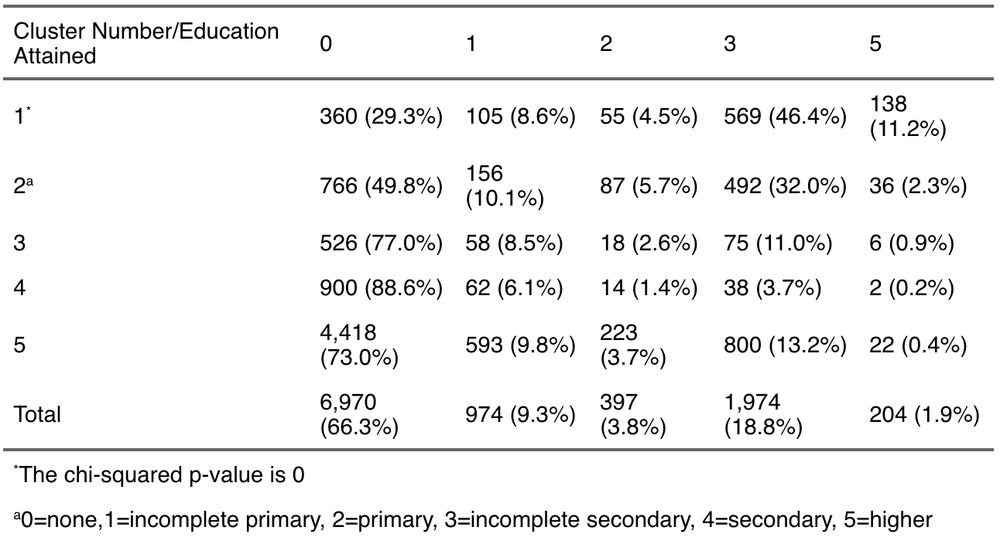 Cluster Number/Education Attained 0 1 2 3 5
1* 360 (29.3%) 105 (8.6%) 55 (4.5%) 569 (46.4%) 138 (11.2%)
2ᵃ 766 (49.8%) 156 (10.1%) 87 (5.7%) 492 (32.0%) 36 (2.3%)
3 526 (77.0%) 58 (8.5%) 18 (2.6%) 75 (11.0%) 6 (0.9%)
4 900 (88.6%) 62 (6.1%) 14 (1.4%) 38 (3.7%) 2 (0.2%)
5 4,418 (73.0%) 593 (9.8%) 223 (3.7%) 800 (13.2%) 22 (0.4%)
Total 6,970 (66.3%) 974 (9.3%) 397 (3.8%) 1,974 (18.8%) 204 (1.9%)
*The chi-squared p-value is 0
ᵃ0=none,1=incomplete primary, 2=primary, 3=incomplete secondary, 4=secondary, 5=higher